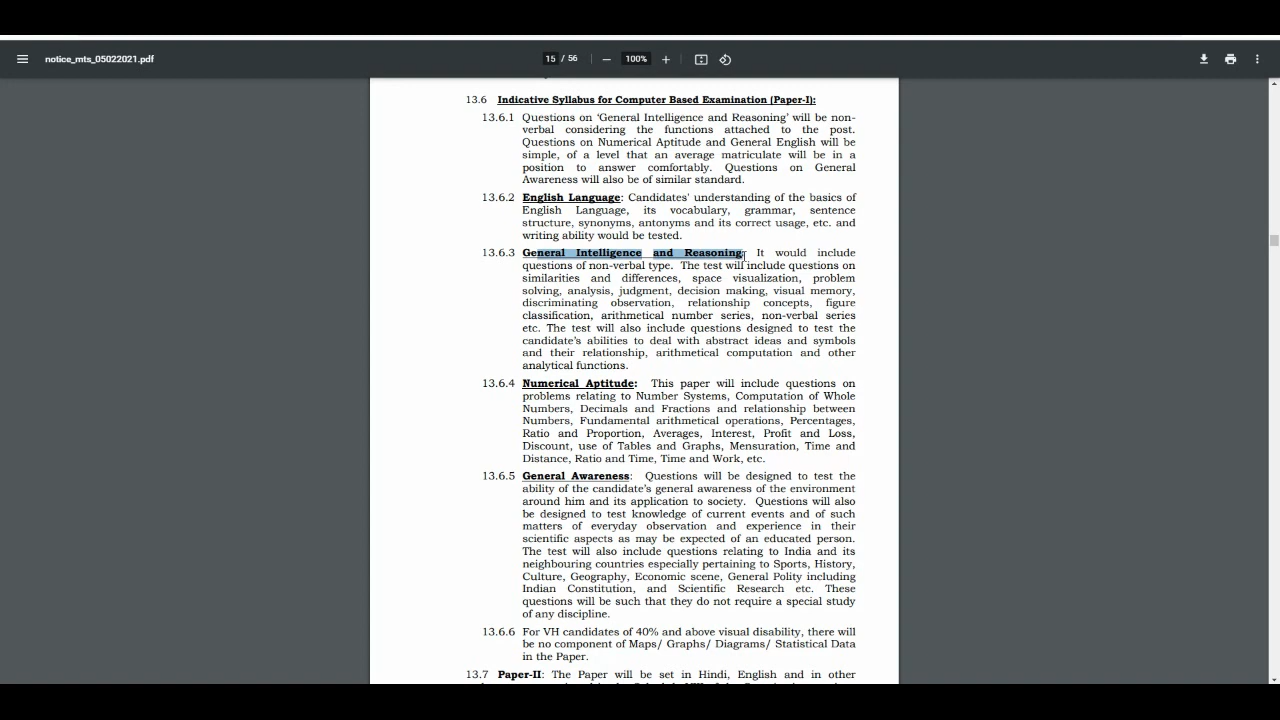 notice_mts_05022021.pdf
15 / 56
100%
13.6 Indicative Syllabus for Computer Based Examination (Paper-I):
13.6.1 Questions on 'General Intelligence and Reasoning' will be non-
verbal considering the functions attached to the post.
Questions on Numerical Aptitude and General English will be
simple, of a level that an average matriculate will be in a
position to answer comfortably. Questions on General
Awareness will also be of similar standard.
13.6.2 English Language: Candidates' understanding of the basics of
English Language, its vocabulary, grammar, sentence
structure, synonyms, antonyms and its correct usage, etc. and
writing ability would be tested.
13.6.3 General Intelligence and Reasoning: It would include
questions of non-verbal type. The test will include questions on
similarities and differences, space visualization, problem
solving, analysis, judgment, decision making, visual memory,
discriminating observation, relationship concepts, figure
classification, arithmetical number series, non-verbal series
etc. The test will also include questions designed to test the
candidate's abilities to deal with abstract ideas and symbols
and their relationship, arithmetical computation and other
analytical functions.
13.6.4 Numerical Aptitude: This paper will include questions on
problems relating to Number Systems, Computation of Whole
Numbers, Decimals and Fractions and relationship between
Numbers, Fundamental arithmetical operations, Percentages,
Ratio and Proportion, Averages, Interest, Profit and Loss,
Discount, use of Tables and Graphs, Mensuration, Time and
Distance, Ratio and Time, Time and Work, etc.
13.6.5 General Awareness: Questions will be designed to test the
ability of the candidate's general awareness of the environment
around him and its application to society. Questions will also
be designed to test knowledge of current events and of such
matters of everyday observation and experience in their
scientific aspects as may be expected of an educated person.
The test will also include questions relating to India and its
neighbouring countries especially pertaining to Sports, History,
Culture, Geography, Economic scene, General Polity including
Indian Constitution, and Scientific Research etc. These
questions will be such that they do not require a special study
of any discipline.
13.6.6 For VH candidates of 40% and above visual disability, there will
be no component of Maps/ Graphs/ Diagrams/ Statistical Data
in the Paper.
13.7 Paper-II: The Paper will be set in Hindi, English and in other